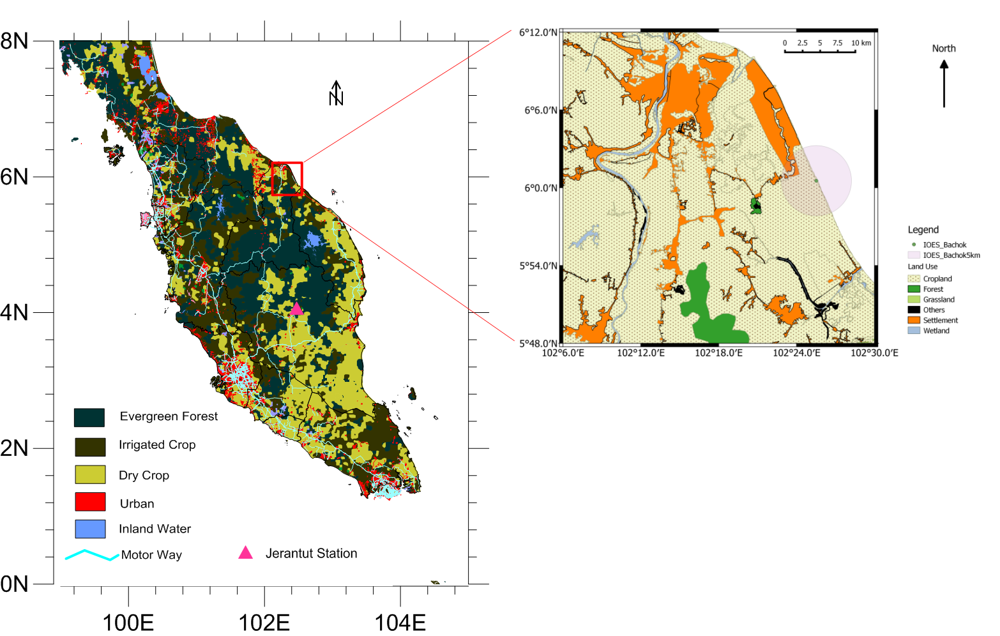 8N
6N
4N
2N
0N
100E
102E
104E
N
Evergreen Forest
Irrigated Crop
Dry Crop
Urban
Inland Water
Motor Way
Jerantut Station
6°12.0′N
6°6.0′N
6°0.0′N
5°54.0′N
5°48.0′N
102°6.0′E
102°12.0′E
102°18.0′E
102°24.0′E
102°30.0′E
0 2.5 5 7.5 10 km
North
Legend
IOES_Bachok
IOES_Bachok5km
Land Use
Cropland
Forest
Grassland
Others
Settlement
Wetland